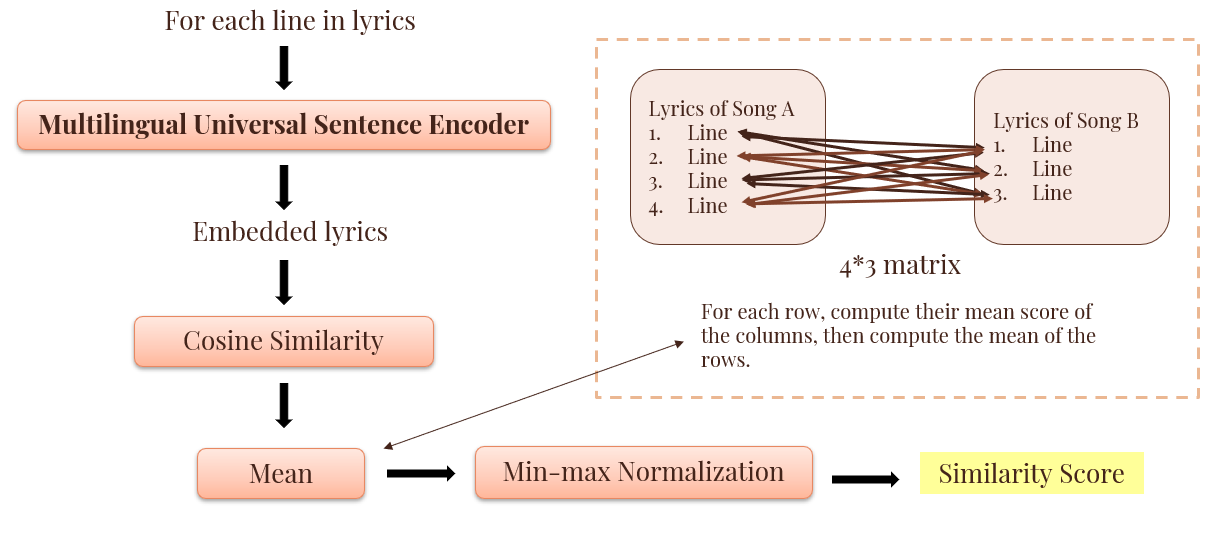 For each line in lyrics
Multilingual Universal Sentence Encoder
Embedded lyrics
Cosine Similarity
Mean
Min-max Normalization
Similarity Score
Lyrics of Song A
1. Line
2. Line
3. Line
4. Line
Lyrics of Song B
1. Line
2. Line
3. Line
4*3 matrix
For each row, compute their mean score of
the columns, then compute the mean of the
rows.